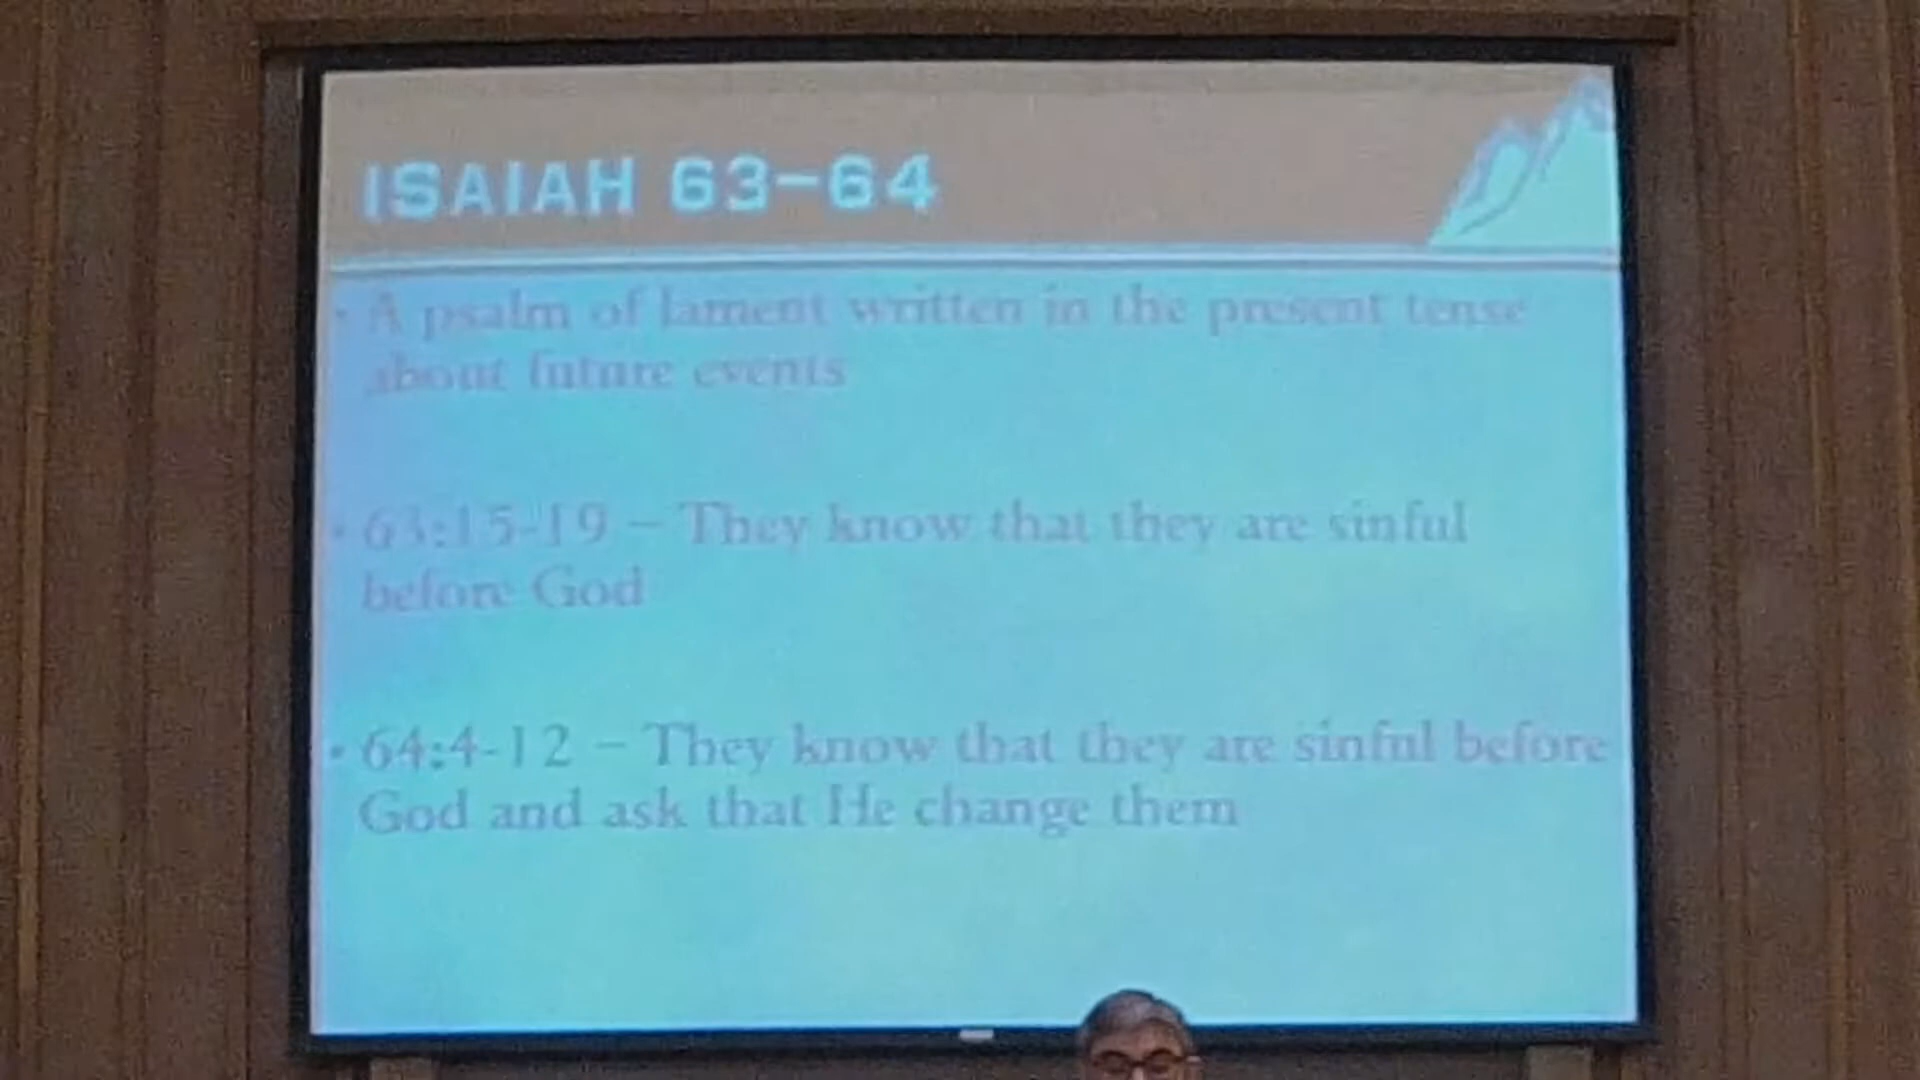 ISAIAH 63-64
• A psalm of lament written in the present tense
about future events
• 63:15-19 – They know that they are sinful
before God
• 64:4-12 – They know that they are sinful before
God and ask that He change them